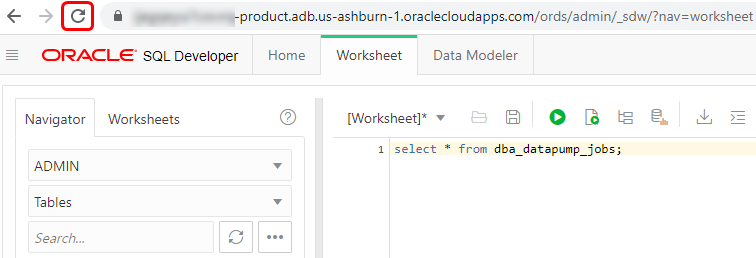 -product.adb.us-ashburn-1.oraclecloudapps.com/ords/admin/_sdw/?nav=worksheet
ORACLE SQL Developer Home Worksheet Data Modeler
Navigator Worksheets
[Worksheet]*
ADMIN
1 select * from dba_datapump_jobs;
Tables
Search...